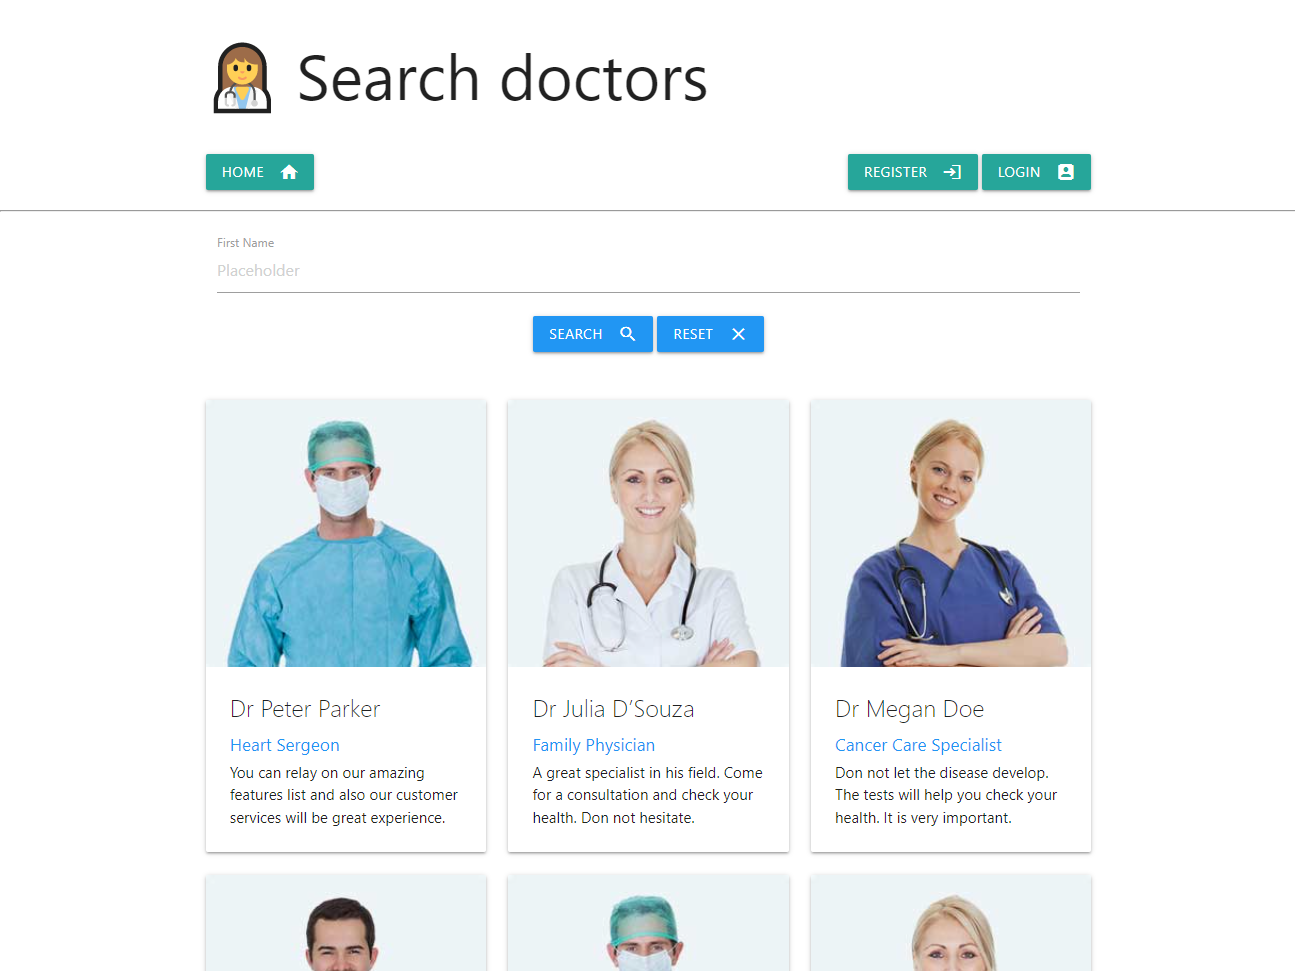 Search doctors
HOME
REGISTER
LOGIN
First Name
Placeholder
SEARCH
RESET
Dr Peter Parker
Heart Sergeon
You can relay on our amazing
features list and also our customer
services will be great experience.
Dr Julia D’Souza
Family Physician
A great specialist in his field. Come
for a consultation and check your
health. Don not hesitate.
Dr Megan Doe
Cancer Care Specialist
Don not let the disease develop.
The tests will help you check your
health. It is very important.